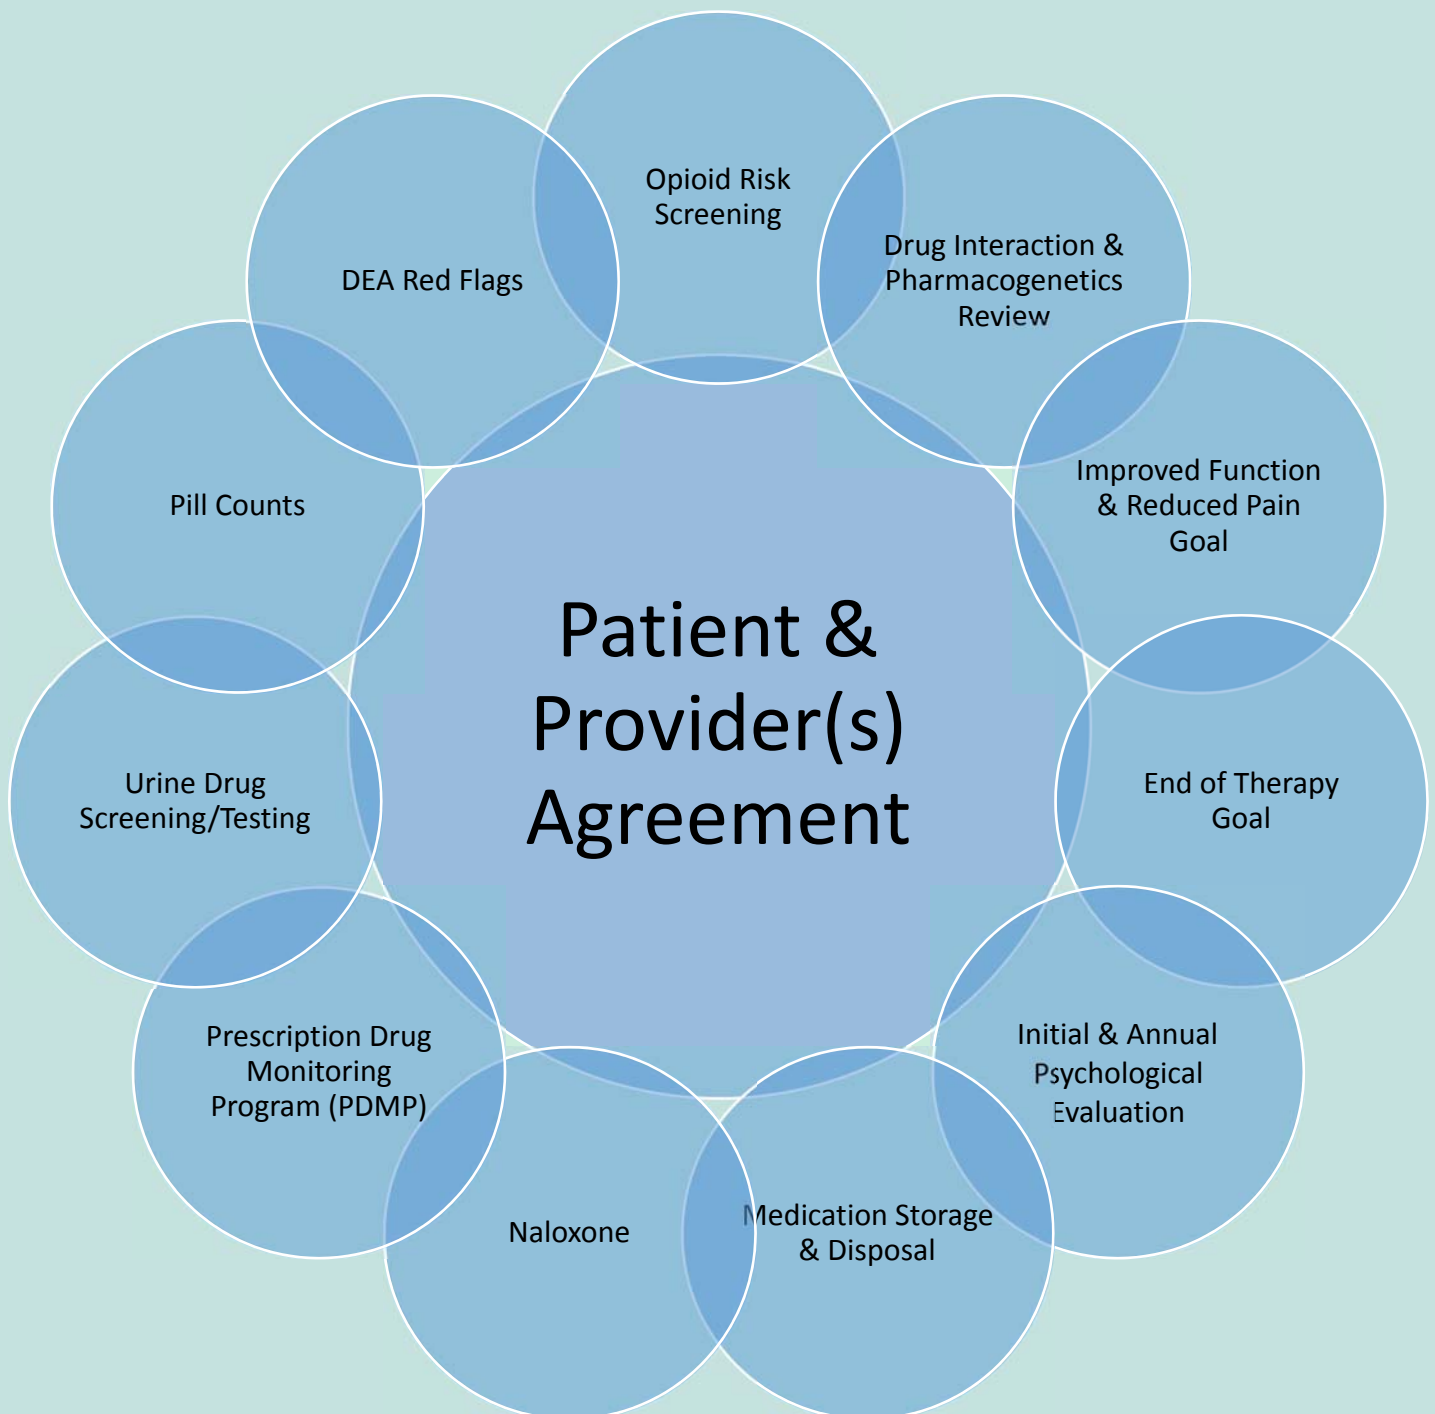 Opioid Risk
Screening
Drug Interaction &
Pharmacogenetics
Review
Improved Function
& Reduced Pain
Goal
End of Therapy
Goal
Initial & Annual
Psychological
Evaluation
Medication Storage
& Disposal
Naloxone
Prescription Drug
Monitoring
Program (PDMP)
Urine Drug
Screening/Testing
Pill Counts
DEA Red Flags
Patient &
Provider(s)
Agreement